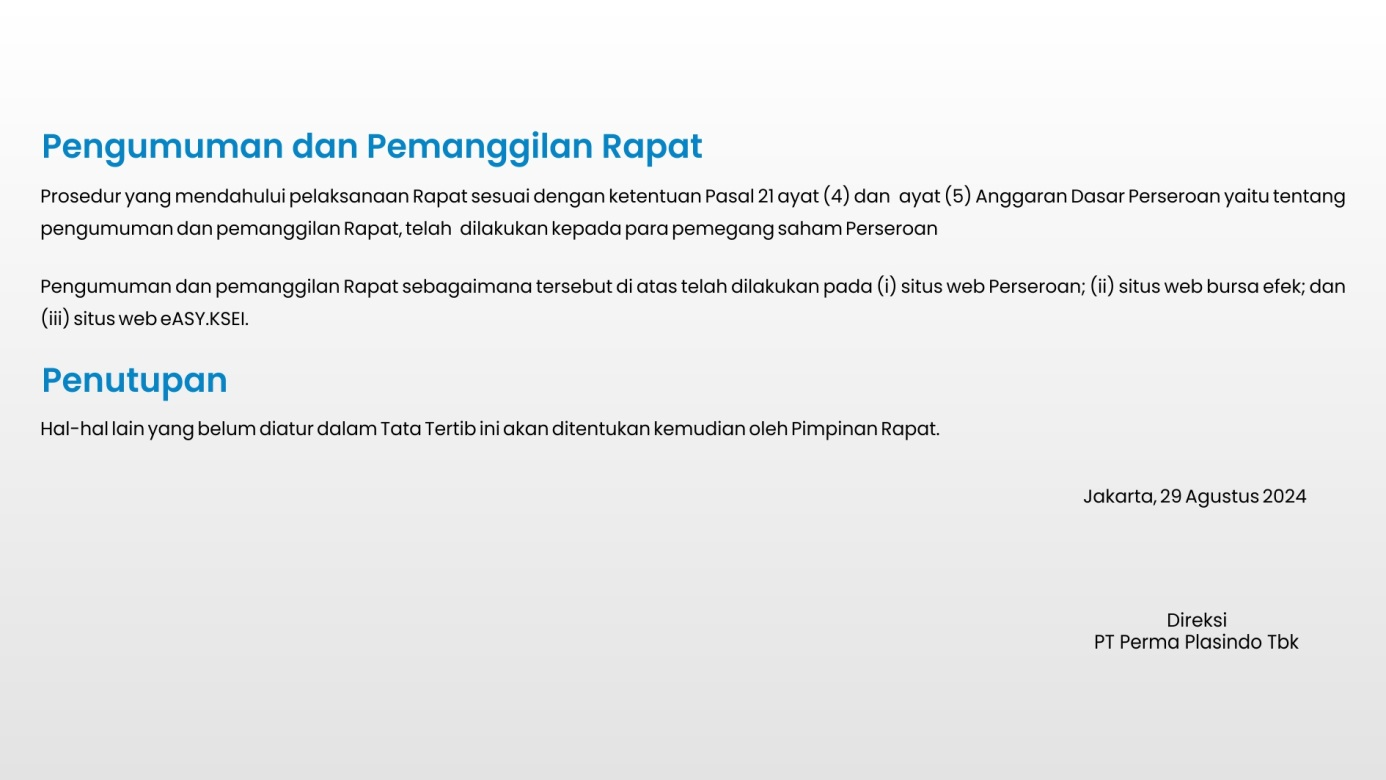 Pengumuman dan Pemanggilan Rapat
Prosedur yang mendahului pelaksanaan Rapat sesuai dengan ketentuan Pasal 21 ayat (4) dan ayat (5) Anggaran Dasar Perseroan yaitu tentang
pengumuman dan pemanggilan Rapat, telah dilakukan kepada para pemegang saham Perseroan
Pengumuman dan pemanggilan Rapat sebagaimana tersebut di atas telah dilakukan pada (i) situs web Perseroan; (ii) situs web bursa efek; dan
(iii) situs web eASY.KSEI.
Penutupan
Hal-hal lain yang belum diatur dalam Tata Tertib ini akan ditentukan kemudian oleh Pimpinan Rapat.
Jakarta, 29 Agustus 2024
Direksi
PT Perma Plasindo Tbk